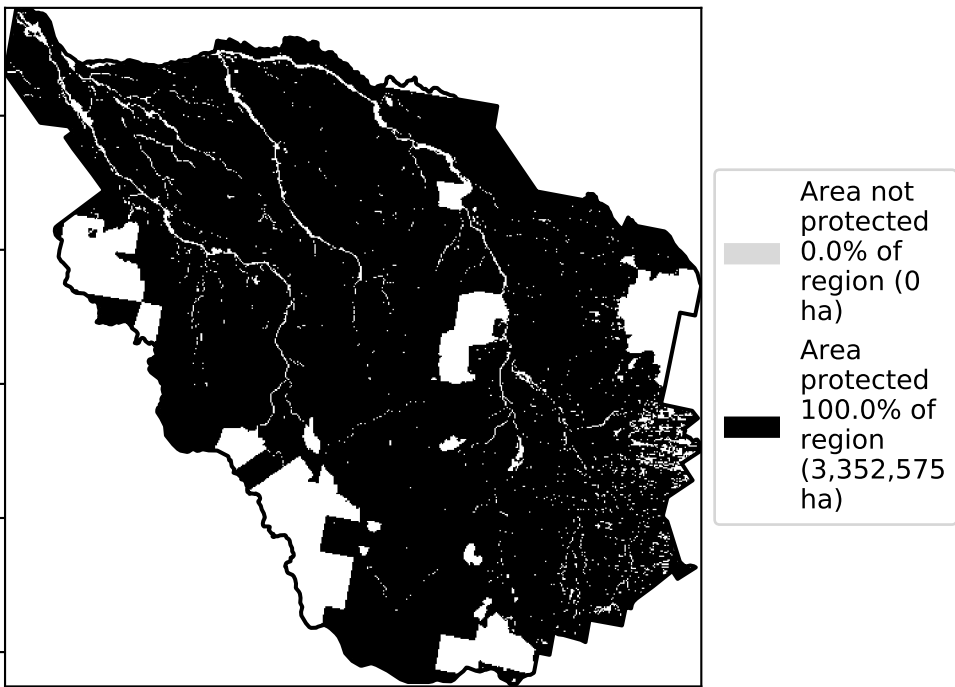 Area not
protected
0.0% of
region (0
ha)
Area
protected
100.0% of
region
(3,352,575
ha)